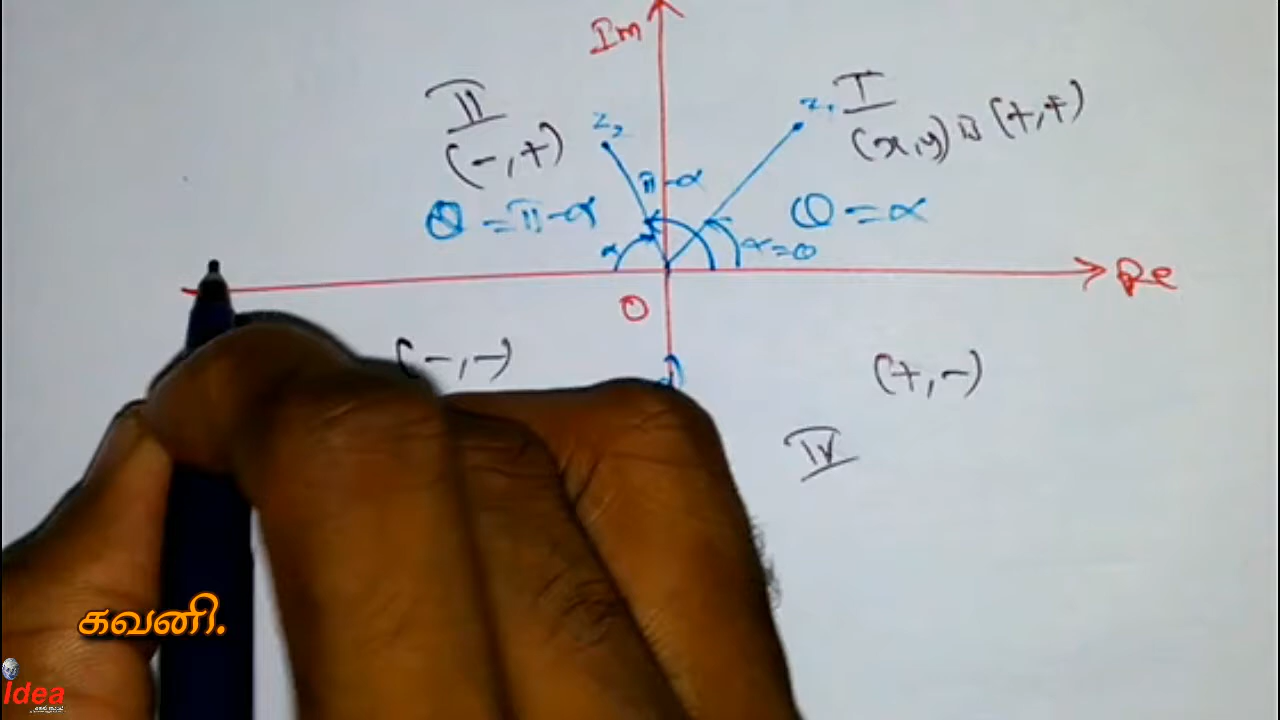 Im
II
(-,+)
z₂
π-α
θ = π-α
α
z₁
I
(x,y) is (+,+)
θ = α
α=θ
Re
O
(-,-)
(+,-)
IV
கவனி.
Idea